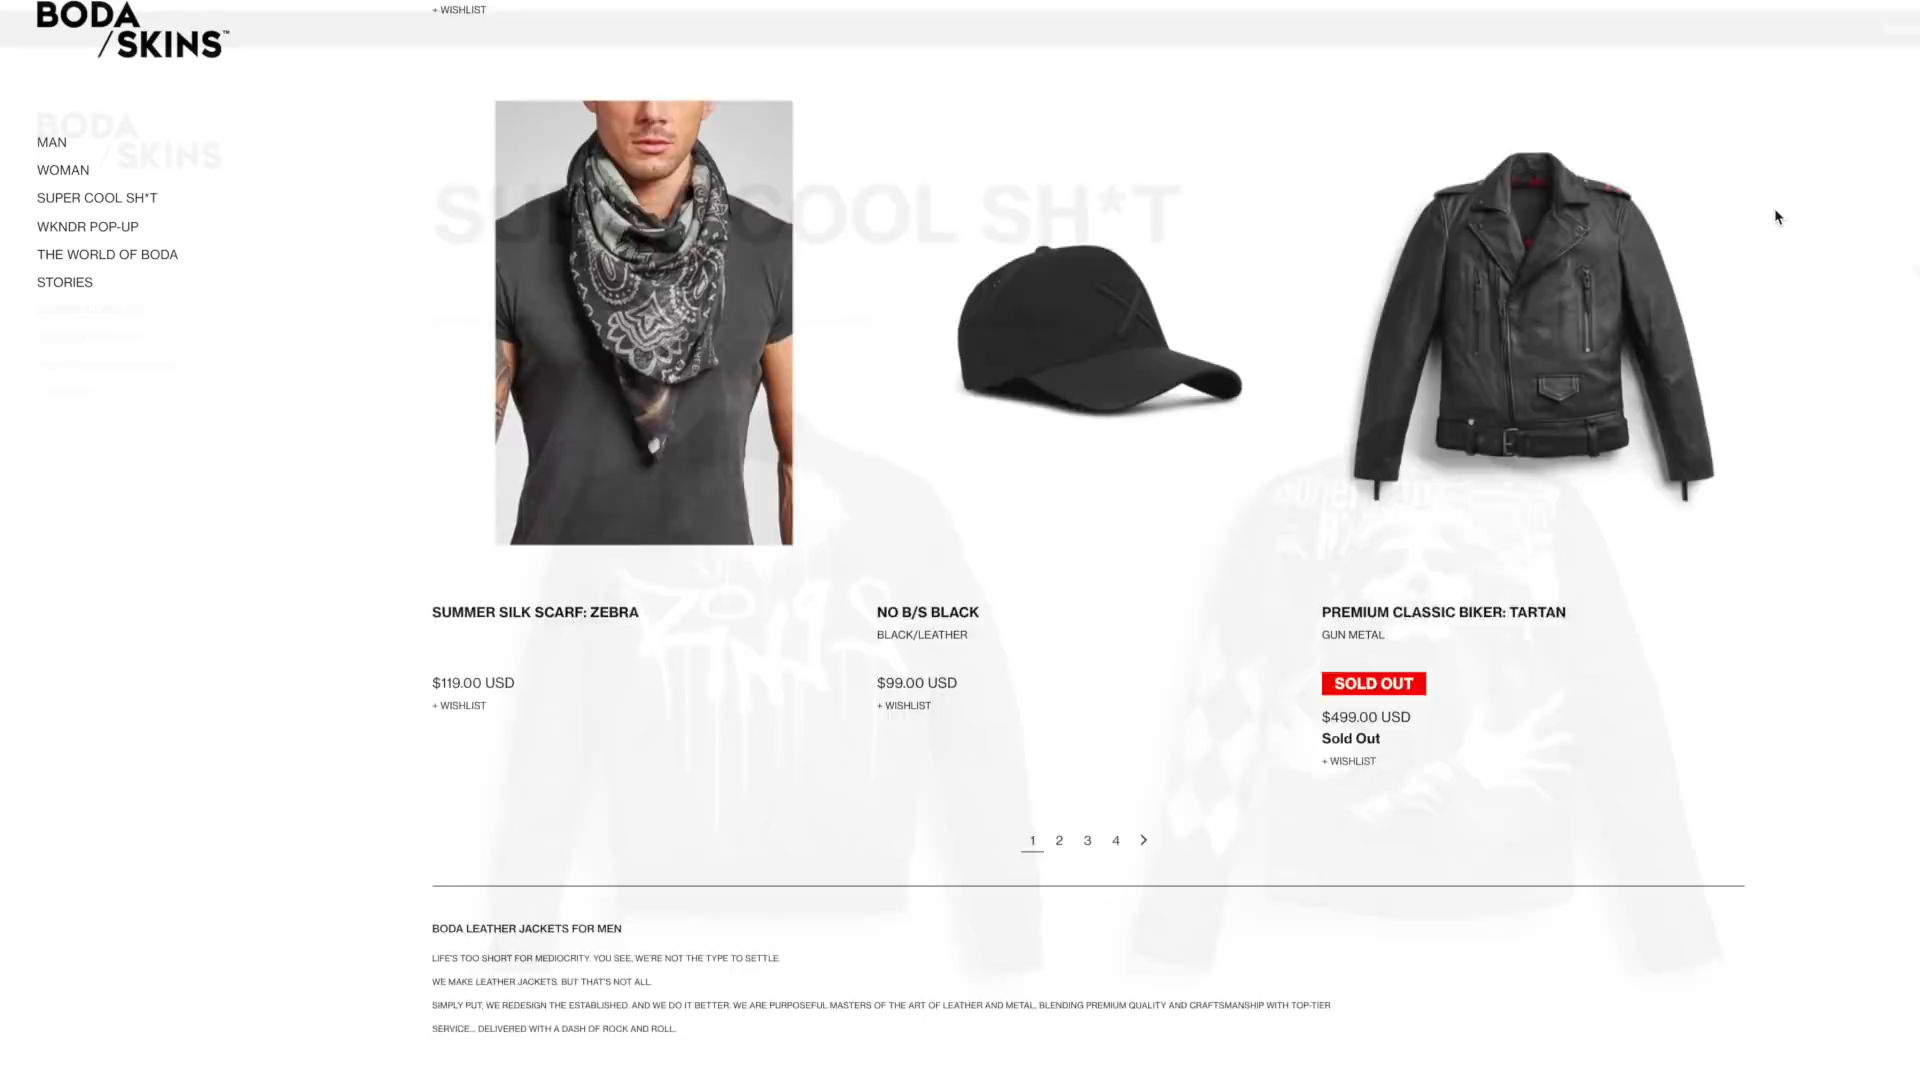 BODA
/SKINS™
+ WISHLIST
MAN
WOMAN
SUPER COOL SH*T
WKNDR POP-UP
THE WORLD OF BODA
STORIES
BODA
/SKINS
SUPER COOL SH*T
SUMMER SILK SCARF: ZEBRA
$119.00 USD
+ WISHLIST
NO B/S BLACK
BLACK/LEATHER
$99.00 USD
+ WISHLIST
PREMIUM CLASSIC BIKER: TARTAN
GUN METAL
SOLD OUT
$499.00 USD
Sold Out
+ WISHLIST
1 2 3 4 >
BODA LEATHER JACKETS FOR MEN
LIFE'S TOO SHORT FOR MEDIOCRITY. YOU SEE, WE'RE NOT THE TYPE TO SETTLE.
WE MAKE LEATHER JACKETS. BUT THAT'S NOT ALL.
SIMPLY PUT, WE REDESIGN THE ESTABLISHED. AND WE DO IT BETTER. WE ARE PURPOSEFUL MASTERS OF THE ART OF LEATHER AND METAL, BLENDING PREMIUM QUALITY AND CRAFTSMANSHIP WITH TOP-TIER
SERVICE... DELIVERED WITH A DASH OF ROCK AND ROLL.